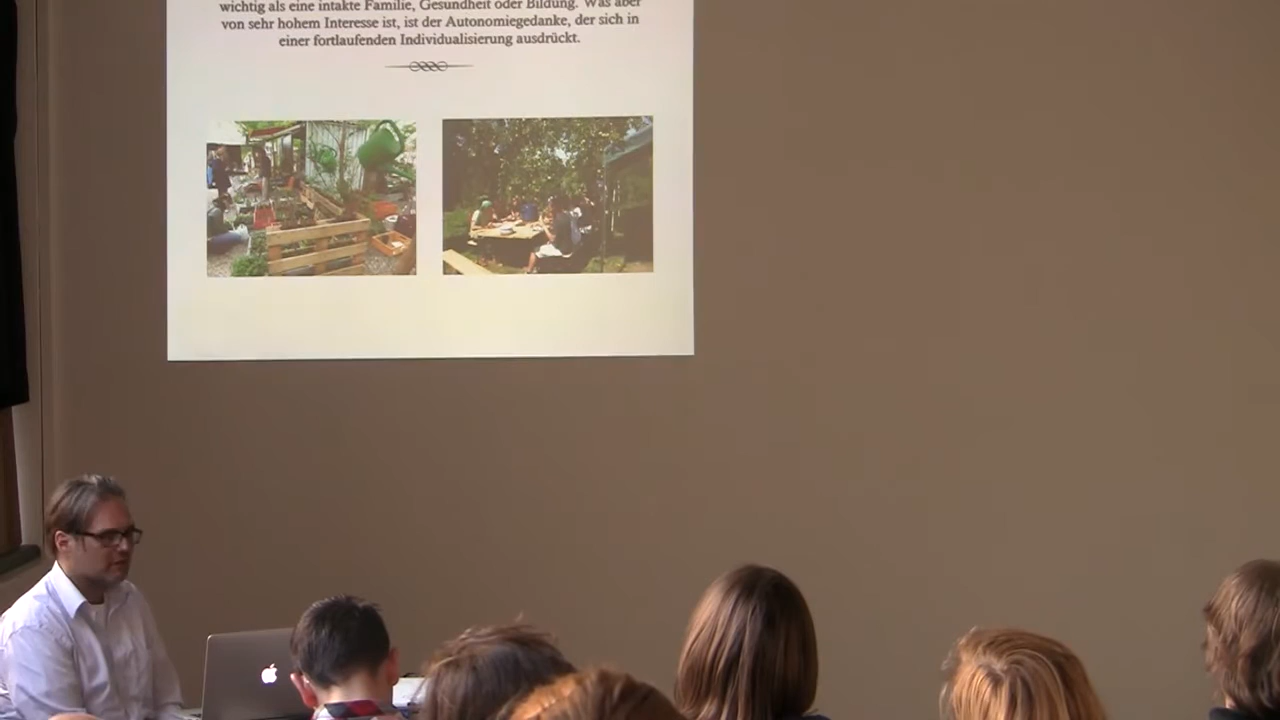 wichtig als eine intakte Familie, Gesundheit oder Bildung. Was aber
von sehr hohem Interesse ist, ist der Autonomiegedanke, der sich in
einer fortlaufenden Individualisierung ausdrückt.